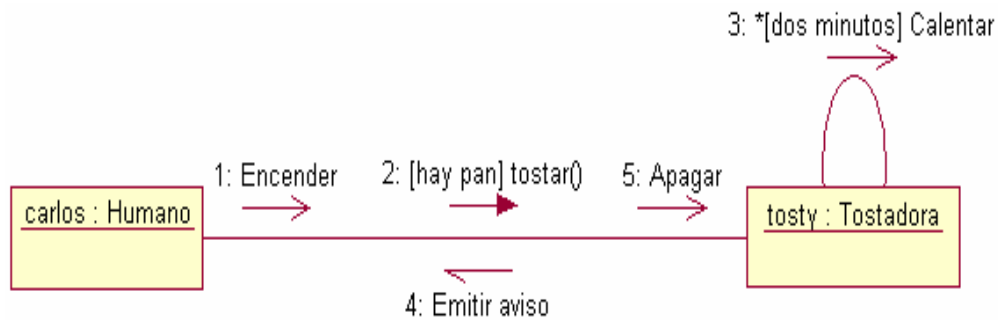 3: *[dos minutos] Calentar
1: Encender
2: [hay pan] tostar()
5: Apagar
carlos : Humano
tosty : Tostadora
4: Emitir aviso